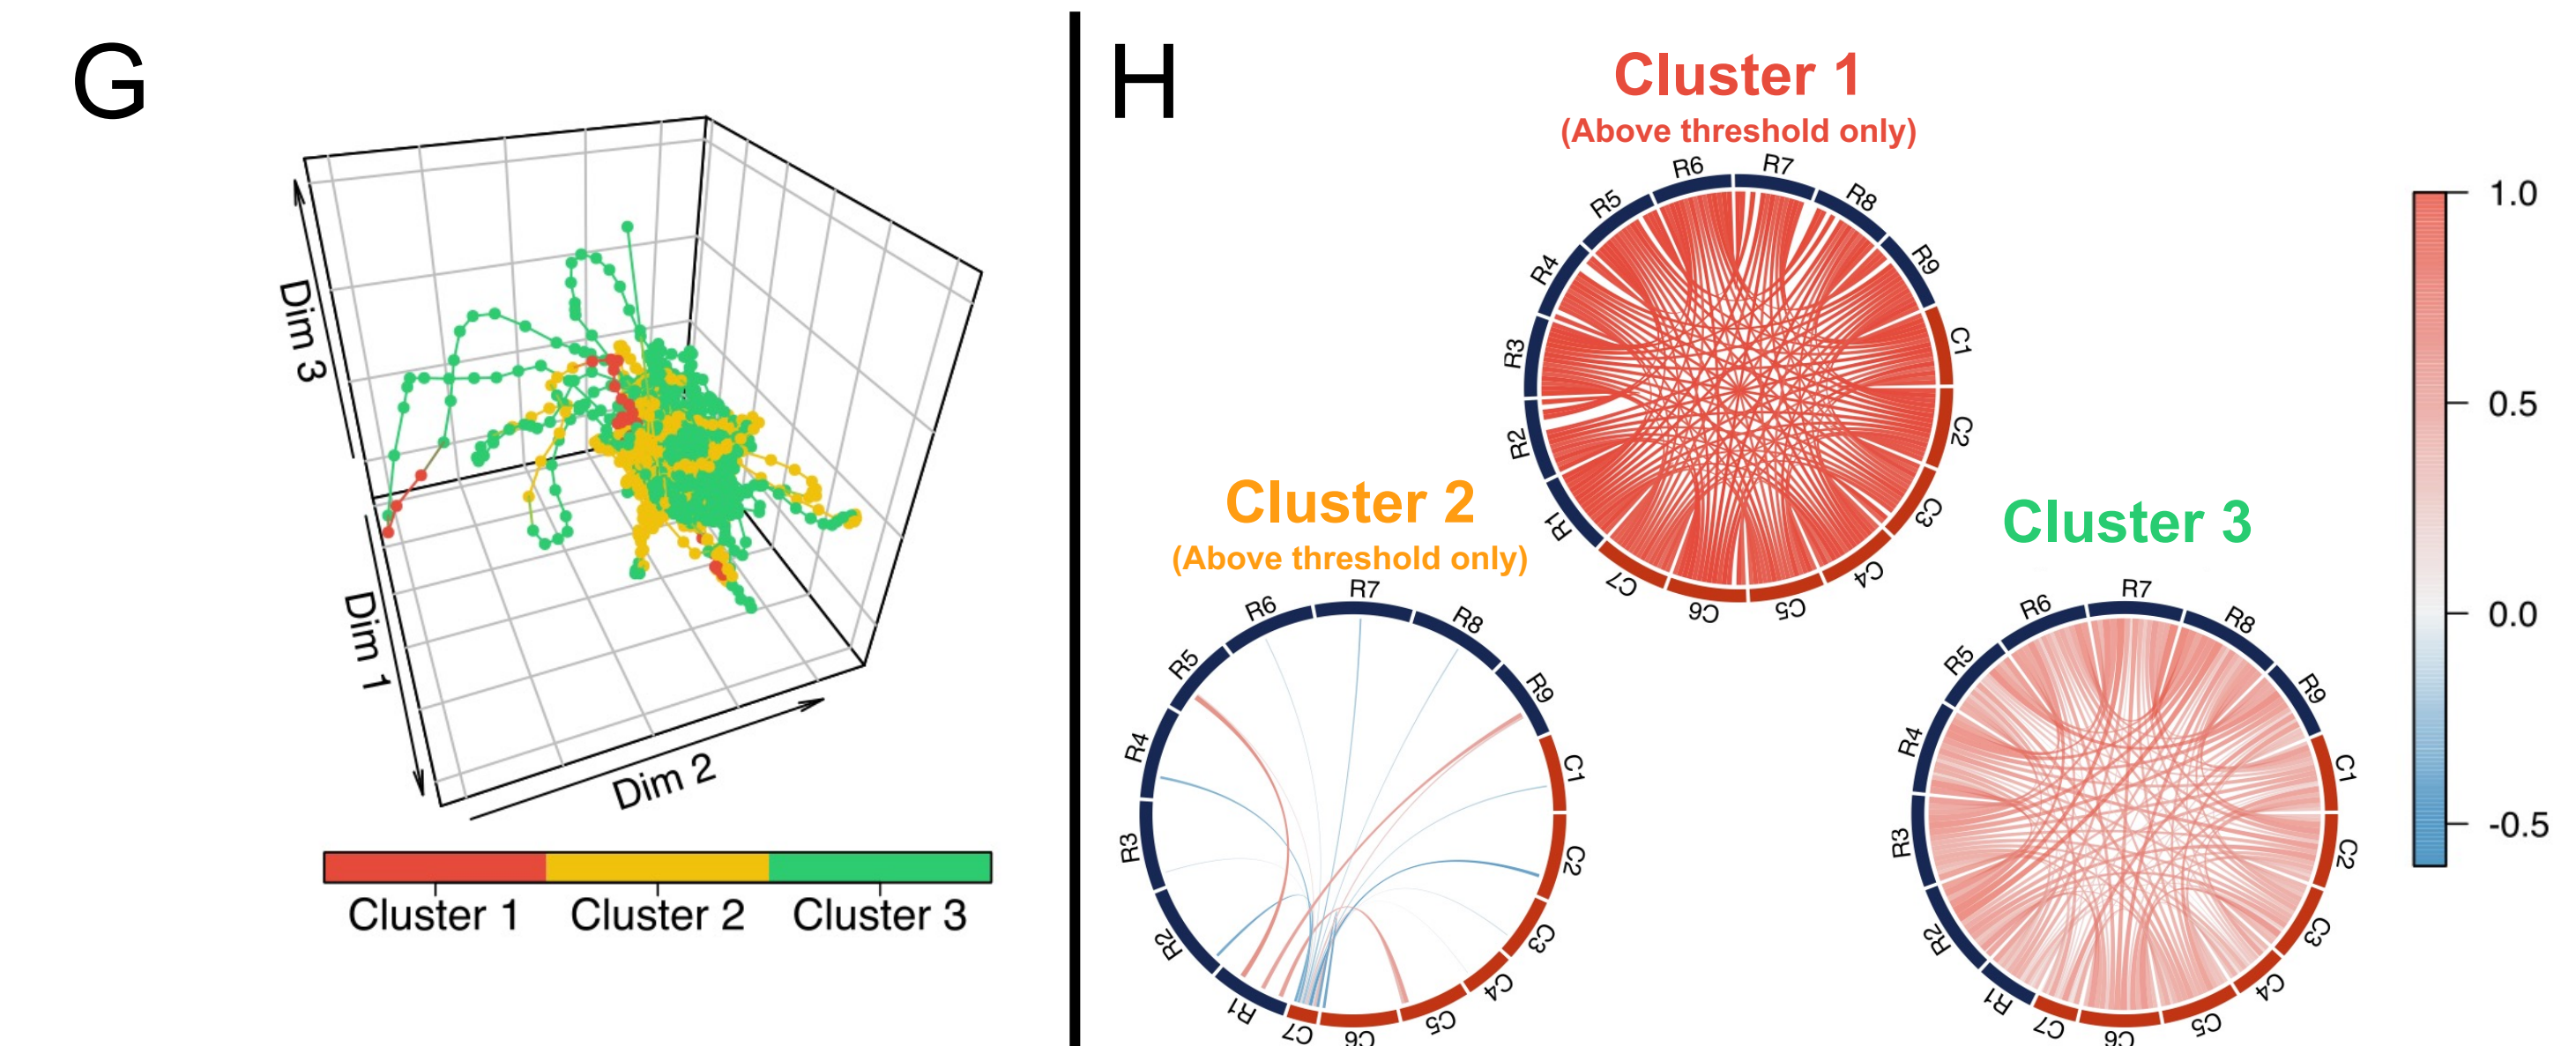 G
Dim 3
Dim 1
Dim 2
Cluster 1
Cluster 2
Cluster 3
H
Cluster 1
(Above threshold only)
R6
R7
R5
R8
R4
R9
R3
C1
R2
C2
R1
C3
C7
C4
C6
C5
Cluster 2
(Above threshold only)
R7
R6
R8
R5
R9
R4
C1
R3
C2
R2
C3
R1
C4
C7
C5
C6
Cluster 3
R7
R6
R8
R5
R9
R4
C1
R3
C2
R2
C3
R1
C4
C7
C5
C6
1.0
0.5
0.0
-0.5